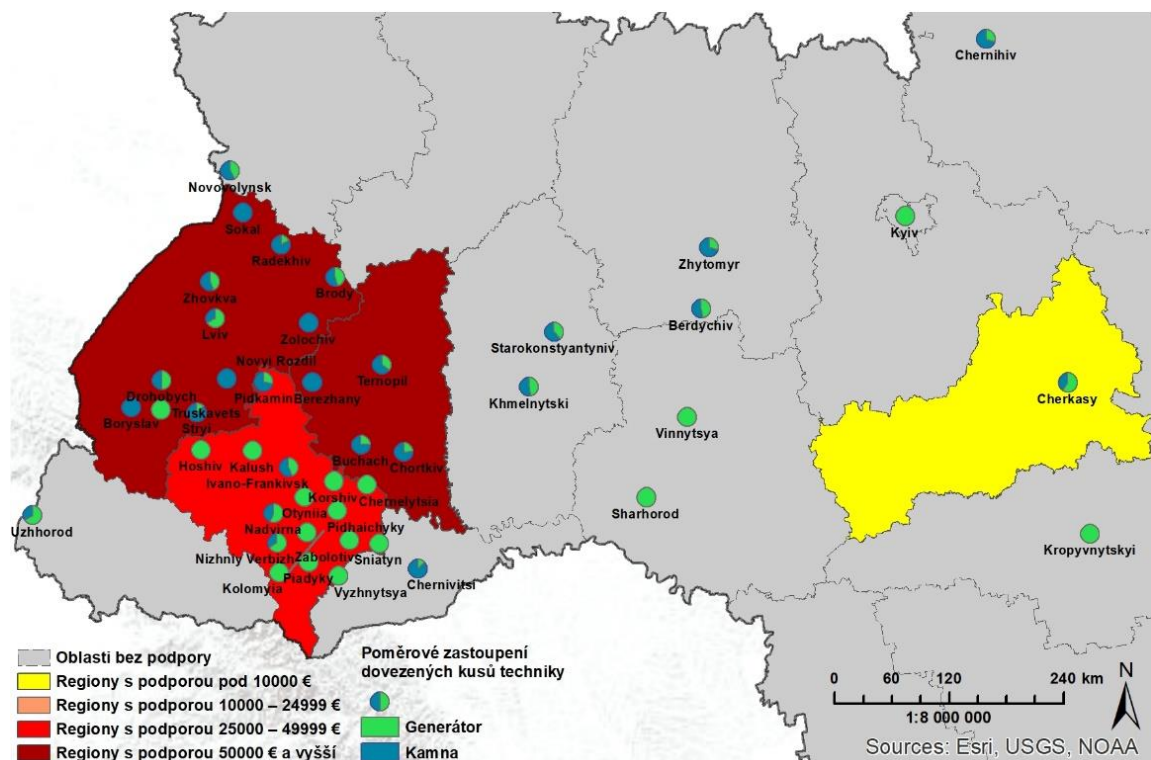 Chernihiv
Novovolynsk
Sokal
Kyiv
Radekhiv
Zhytomyr
Zhovkva
Brody
Lviv
Zolochiv
Berdychiv
Starokonstyantyniv
Novyj Rozdil
Ternopil
Drohobych
Pidkamin
Berezhany
Khmelnytski
Cherkasy
Boryslav
Truskavets
Stryi
Vinnytsya
Hoshiv
Kalush
Buchach
Chortkiv
Ivano-Frankivsk
Korshiv
Chernelytsia
Otyniia
Sharhorod
Uzhhorod
Nadvirna
Pidhaichyky
Kropyvnytskyi
Nizhniy Verbizh
Zabolotiv
Sniatyn
Kolomyia
Piadyky
Vyzhnytsya
Chernivitsi
Oblasti bez podpory
Regiony s podporou pod 10000 €
Regiony s podporou 10000 – 24999 €
Regiony s podporou 25000 – 49999 €
Regiony s podporou 50000 € a vyšší
Poměrové zastoupení
dovezených kusů techniky
Generátor
Kamna
N
0 60 120 240 km
1:8 000 000
Sources: Esri, USGS, NOAA